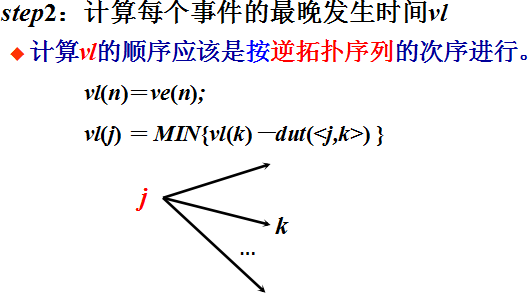 step2：计算每个事件的最晚发生时间vl
◆计算vl的顺序应该是按逆拓扑序列的次序进行。
vl(n)＝ve(n);
vl(j) ＝ MIN{vl(k) －dut(<j,k>) }
j
k
...